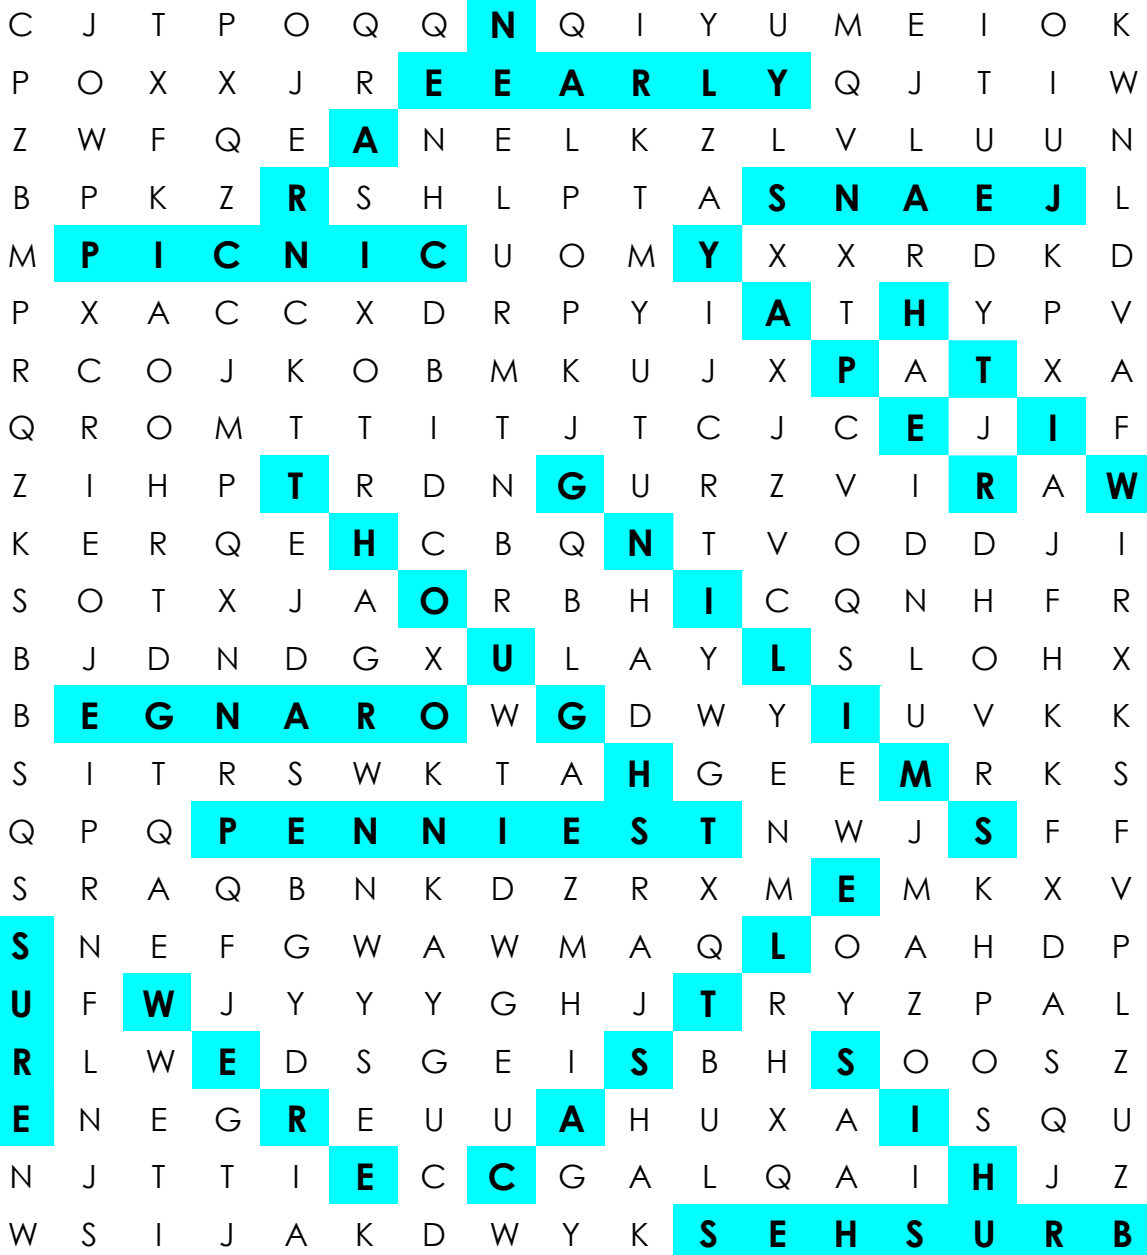 C J T P O Q Q N Q I Y U M E I O K
P O X X J R E E A R L Y Q J T I W
Z W F Q E A N E L K Z L V L U U N
B P K Z R S H L P T A S N A E J L
M P I C N I C U O M Y X X R D K D
P X A C C X D R P Y I A T H Y P V
R C O J K O B M K U J X P A T X A
Q R O M T T I T J T C J C E J I F
Z I H P T R D N G U R Z V I R A W
K E R Q E H C B Q N T V O D D J I
S O T X J A O R B H I C Q N H F R
B J D N D G X U L A Y L S L O H X
B E G N A R O W G D W Y I U V K K
S I T R S W K T A H G E E M R K S
Q P Q P E N N I E S T N W J S F F
S R A Q B N K D Z R X M E M K X V
S N E F G W A W M A Q L O A H D P
U F W J Y Y Y G H J T R Y Z P A L
R L W E D S G E I S B H S O O S Z
E N E G R E U U A H U X A I S Q U
N J T T I E C C G A L Q A I H J Z
W S I J A K D W Y K S E H S U R B